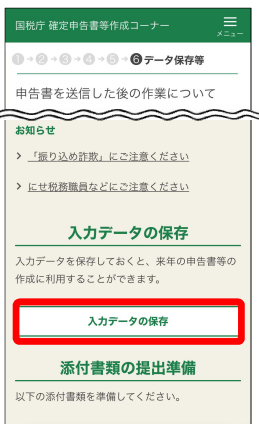 国税庁 確定申告書等作成コーナー
メニュー
1→2→3→4→5→6データ保存等
申告書を送信した後の作業について
お知らせ
> 「振り込め詐欺」にご注意ください
> にせ税務職員などにご注意ください
入力データの保存
入力データを保存しておくと、来年の申告書等の
作成に利用することができます。
入力データの保存
添付書類の提出準備
以下の添付書類を準備してください。